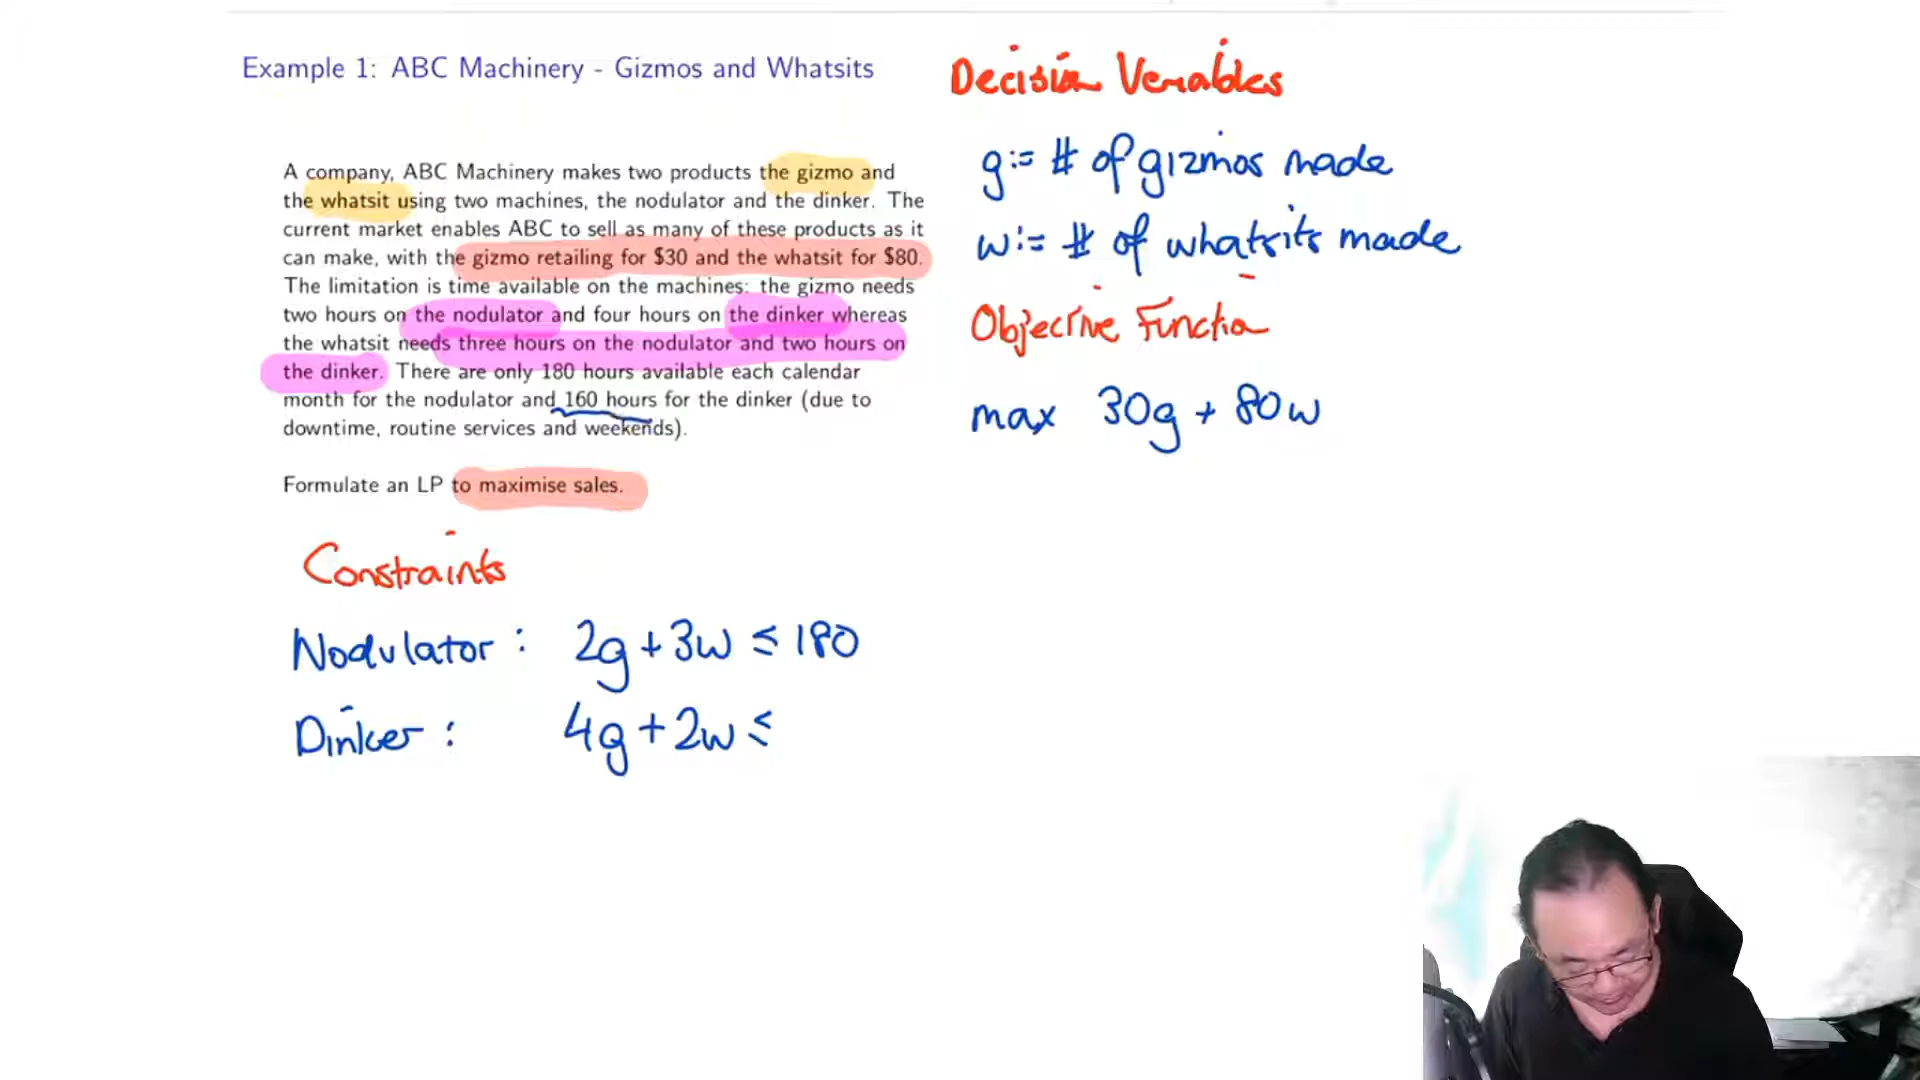 Example 1: ABC Machinery - Gizmos and Whatsits
A company, ABC Machinery makes two products the gizmo and
the whatsit using two machines, the nodulator and the dinker. The
current market enables ABC to sell as many of these products as it
can make, with the gizmo retailing for $30 and the whatsit for $80.
The limitation is time available on the machines: the gizmo needs
two hours on the nodulator and four hours on the dinker whereas
the whatsit needs three hours on the nodulator and two hours on
the dinker. There are only 180 hours available each calendar
month for the nodulator and 160 hours for the dinker (due to
downtime, routine services and weekends).
Formulate an LP to maximise sales.
Constraints
Nodulator : 2g + 3w ≤ 180
Dinker : 4g + 2w ≤
Decision Variables
g := # of gizmos made
w := # of whatsits made
Objective Function
max 30g + 80w